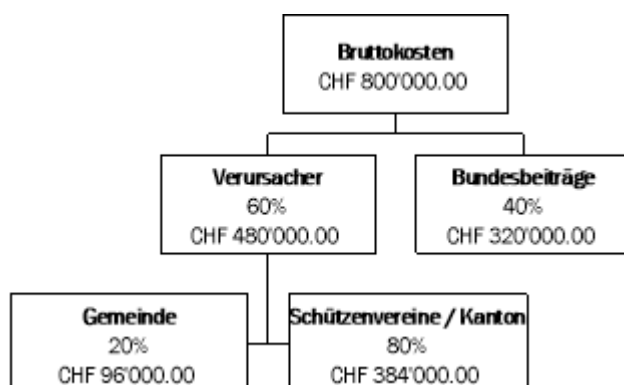 Bruttokosten
CHF 800'000.00
Verursacher
60%
CHF 480'000.00
Bundesbeiträge
40%
CHF 320'000.00
Gemeinde
20%
CHF 96'000.00
Schützenvereine / Kanton
80%
CHF 384'000.00